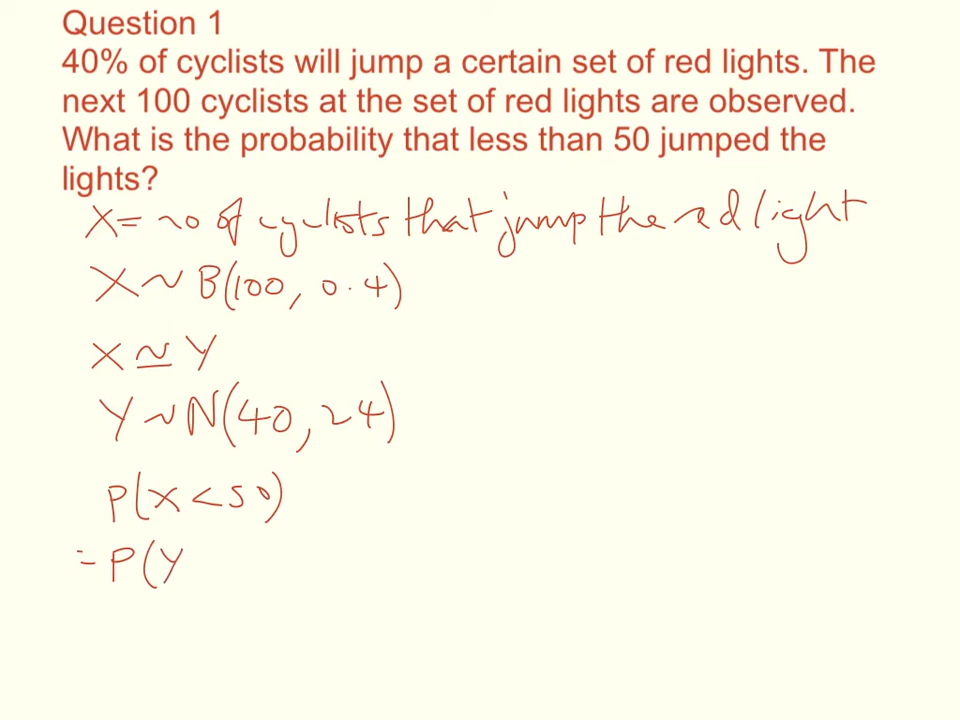 Question 1
40% of cyclists will jump a certain set of red lights. The
next 100 cyclists at the set of red lights are observed.
What is the probability that less than 50 jumped the
lights?
X = no of cyclists that jump the red light
X ~ B(100, 0.4)
X ≃ Y
Y ~ N(40, 24)
P(X < 50)
= P(Y